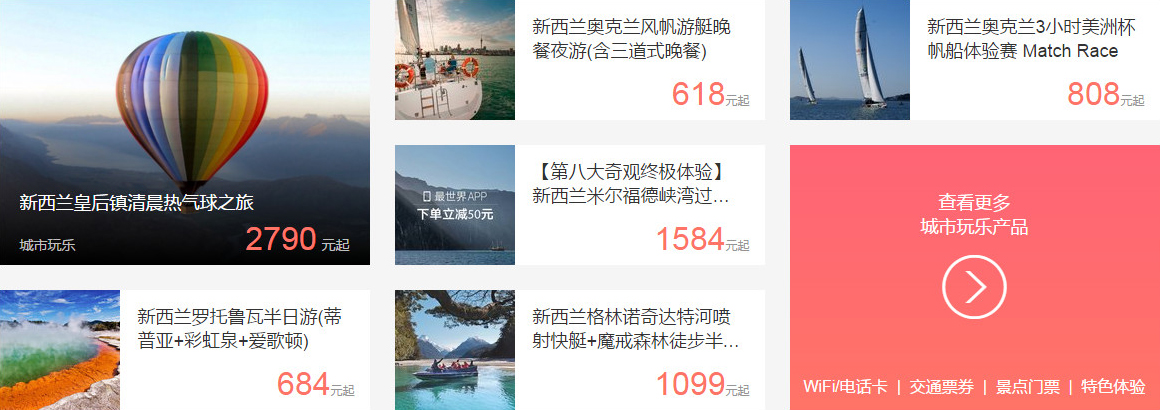 新西兰皇后镇清晨热气球之旅
城市玩乐
2790 元起
新西兰罗托鲁瓦半日游(蒂
普亚+彩虹泉+爱歌顿)
684元起
新西兰奥克兰风帆游艇晚
餐夜游(含三道式晚餐)
618元起
最世界APP
下单立减50元
【第八大奇观终极体验】
新西兰米尔福德峡湾过...
1584元起
新西兰格林诺奇达特河喷
射快艇+魔戒森林徒步半...
1099元起
新西兰奥克兰3小时美洲杯
帆船体验赛 Match Race
808元起
查看更多
城市玩乐产品
WiFi/电话卡 | 交通票券 | 景点门票 | 特色体验